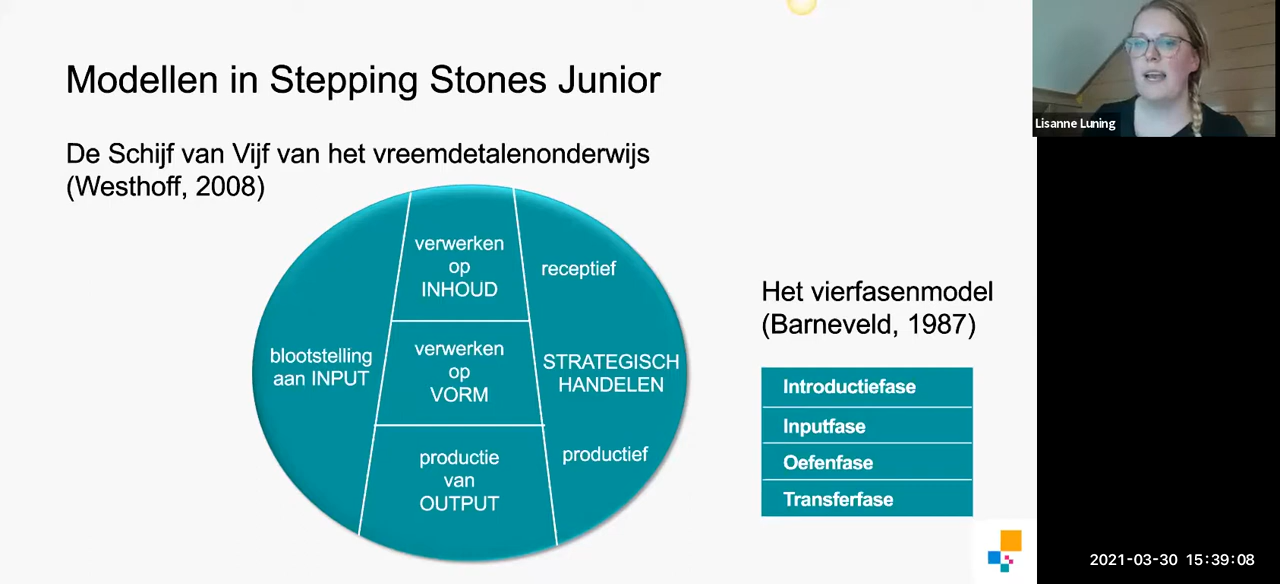 Modellen in Stepping Stones Junior
De Schijf van Vijf van het vreemdetalenonderwijs
(Westhoff, 2008)
blootstelling
aan INPUT
verwerken
op
INHOUD
verwerken
op
VORM
productie
van
OUTPUT
receptief
STRATEGISCH
HANDELEN
productief
Het vierfasenmodel
(Barneveld, 1987)
Introductiefase
Inputfase
Oefenfase
Transferfase
Lisanne Luning
2021-03-30 15:39:08